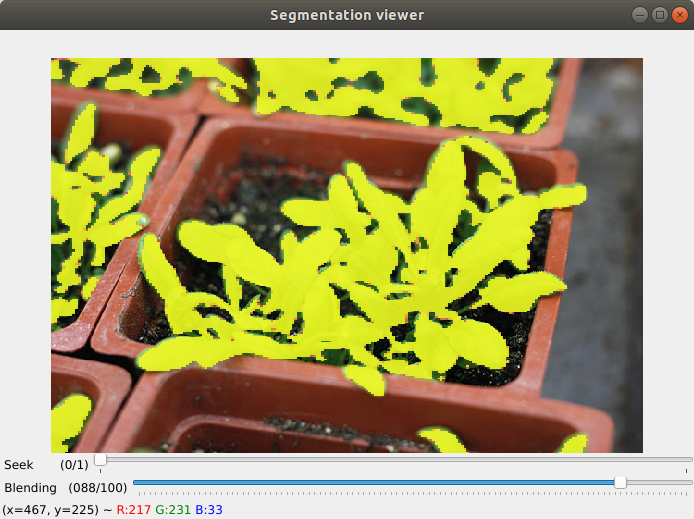 Segmentation viewer
Seek (0/1)
Blending (088/100)
(x=467, y=225) ~ R:217 G:231 B:33